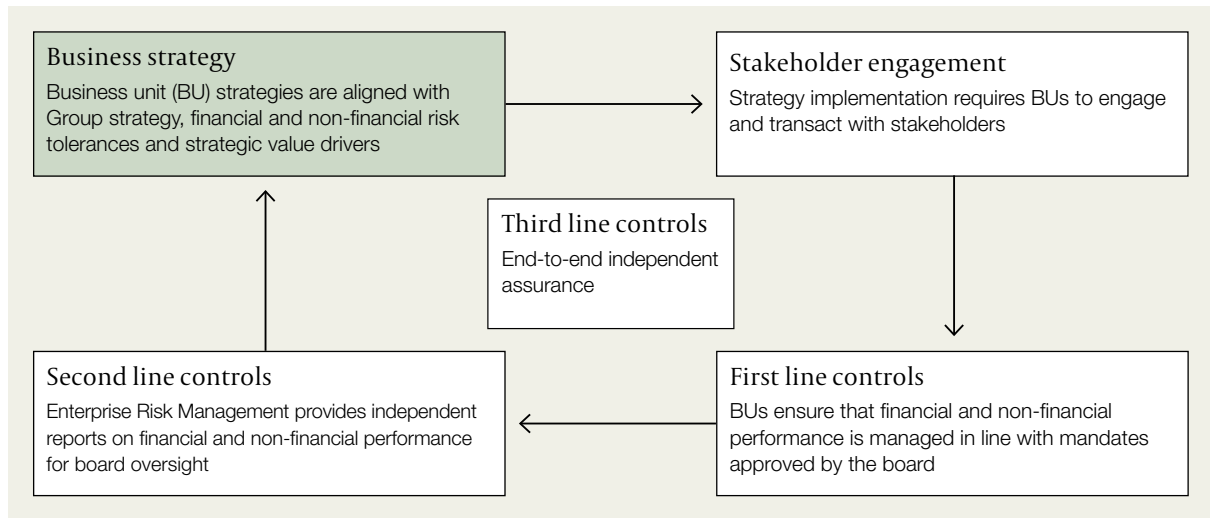 Business strategy
Business unit (BU) strategies are aligned with
Group strategy, financial and non-financial risk
tolerances and strategic value drivers
Stakeholder engagement
Strategy implementation requires BUs to engage
and transact with stakeholders
Third line controls
End-to-end independent
assurance
Second line controls
Enterprise Risk Management provides independent
reports on financial and non-financial performance
for board oversight
First line controls
BUs ensure that financial and non-financial
performance is managed in line with mandates
approved by the board